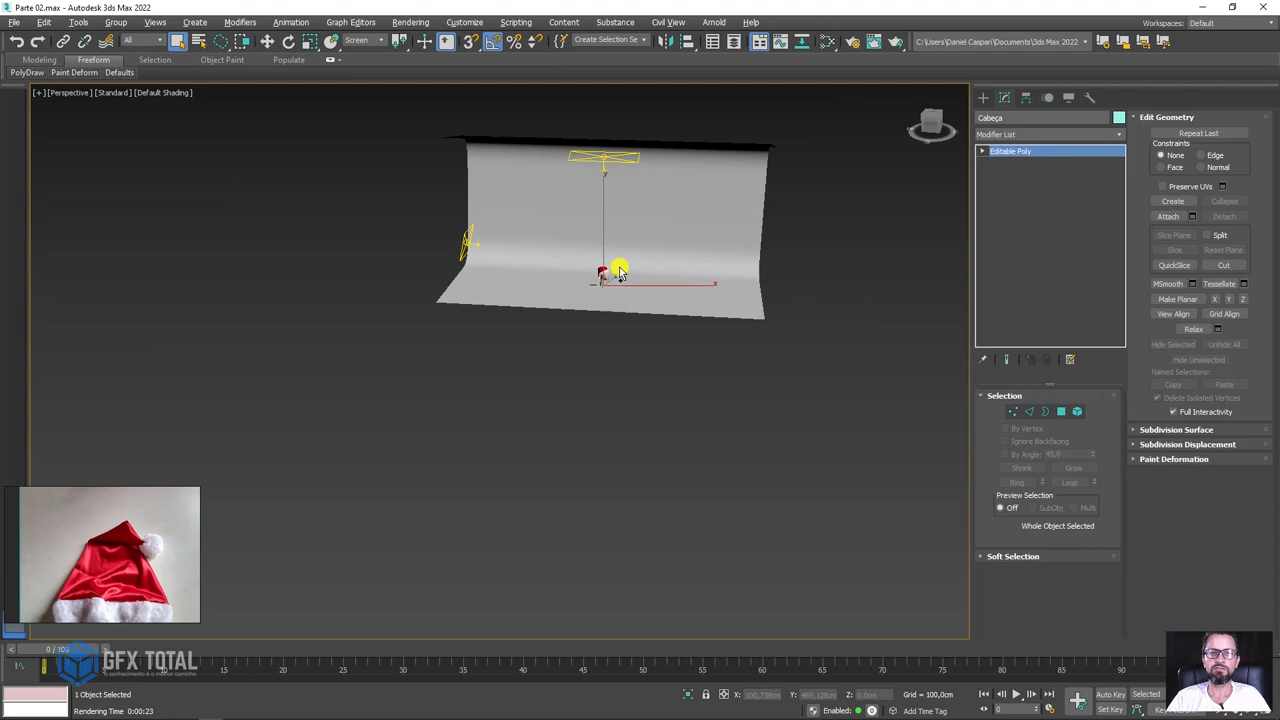 Parte 02.max - Autodesk 3ds Max 2022
File Edit Tools Group Views Create Modifiers Animation Graph Editors Rendering Customize Scripting Content Substance Civil View Arnold Help
Workspaces: Default
All Screen Create Selection Se C:\Users\Daniel Caspari\Documents\3ds Max 2022
Modeling Freeform Selection Object Paint Populate
PolyDraw Paint Deform Defaults
[+] [Perspective] [Standard] [Default Shading]
Cabeça
Modifier List
Editable Poly
Selection
By Vertex
Ignore Backfacing
By Angle: 45,0
Shrink Grow
Ring Loop
Preview Selection
Off SubObj Multi
Whole Object Selected
Soft Selection
Edit Geometry
Repeat Last
Constraints
None Edge
Face Normal
Preserve UVs
Create Collapse
Attach Detach
Slice Plane Split
Slice Reset Plane
QuickSlice Cut
MSmooth Tessellate
Make Planar X Y Z
View Align Grid Align
Relax
Hide Selected Unhide All
Hide Unselected
Named Selections:
Copy Paste
Delete Isolated Vertices
Full Interactivity
Subdivision Surface
Subdivision Displacement
Paint Deformation
GFX TOTAL
o conhecimento é o melhor caminho
0 / 100
0 15 20 25 30 35 40 45 50 55 60 65 70 75 80 85 90
1 Object Selected
Rendering Time 0:00:23
X: 100,739cm Y: 469,128cm Z: 0,0cm Grid = 100,0cm
Enabled: Add Time Tag
Auto Key Selected
Set Key
0